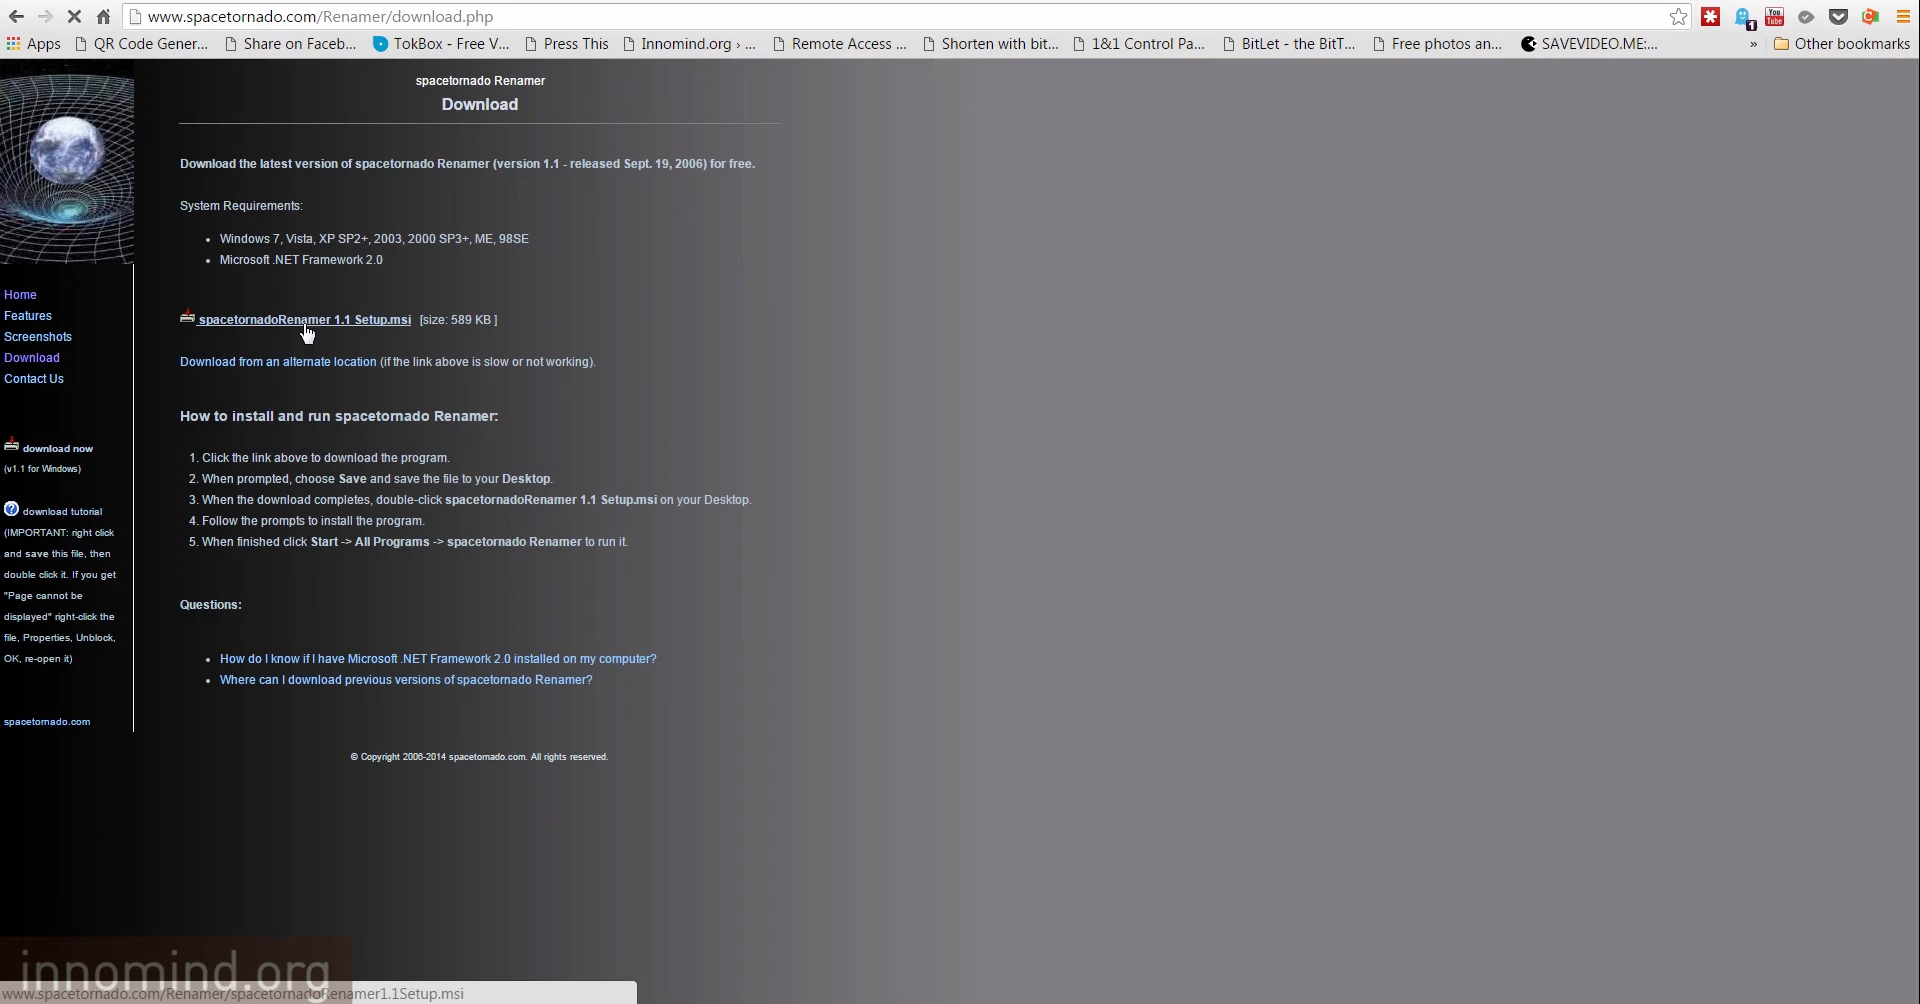 www.spacetornado.com/Renamer/download.php
Apps QR Code Gener... Share on Faceb... TokBox - Free V... Press This Innomind.org › ... Remote Access ... Shorten with bit... 1&1 Control Pa... BitLet - the BitT... Free photos an... SAVEVIDEO.ME:... » Other bookmarks
spacetornado Renamer
Download
Download the latest version of spacetornado Renamer (version 1.1 - released Sept. 19, 2006) for free.
System Requirements:
• Windows 7, Vista, XP SP2+, 2003, 2000 SP3+, ME, 98SE
• Microsoft .NET Framework 2.0
spacetornadoRenamer 1.1 Setup.msi [size: 589 KB ]
Download from an alternate location (if the link above is slow or not working).
How to install and run spacetornado Renamer:
1. Click the link above to download the program.
2. When prompted, choose Save and save the file to your Desktop.
3. When the download completes, double-click spacetornadoRenamer 1.1 Setup.msi on your Desktop.
4. Follow the prompts to install the program.
5. When finished click Start -> All Programs -> spacetornado Renamer to run it.
Questions:
• How do I know if I have Microsoft .NET Framework 2.0 installed on my computer?
• Where can I download previous versions of spacetornado Renamer?
© Copyright 2006-2014 spacetornado.com. All rights reserved.
Home
Features
Screenshots
Download
Contact Us
download now
(v1.1 for Windows)
download tutorial
(IMPORTANT: right click
and save this file, then
double click it. If you get
"Page cannot be
displayed" right-click the
file, Properties, Unblock,
OK, re-open it)
spacetornado.com
innomind.org
www.spacetornado.com/Renamer/spacetornadoRenamer1.1Setup.msi